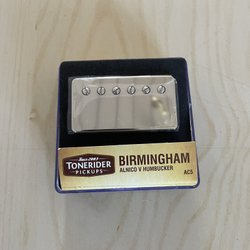 Since 2003
TONERIDER
PICKUPS
BIRMINGHAM
ALNICO V HUMBUCKER
AC5